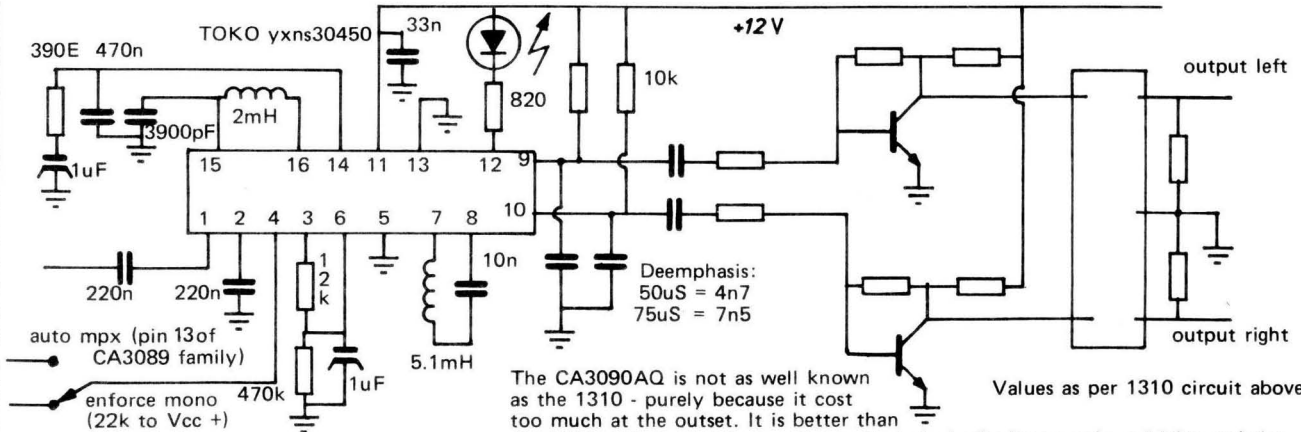 +12 V
TOKO yxns30450
33n
390E 470n
10k
output left
820
3900pF
2mH
1uF
15 16 14 11 13 12 9
10
1 2 4 3 6 5 7 8
10n
1
2
k
220n
220n
Deemphasis:
50uS = 4n7
75uS = 7n5
auto mpx (pin 13of
CA3089 family)
5.1mH
1uF
470k
output right
enforce mono
(22k to Vcc +)
The CA3090AQ is not as well known
as the 1310 - purely because it cost
too much at the outset. It is better than
Values as per 1310 circuit above